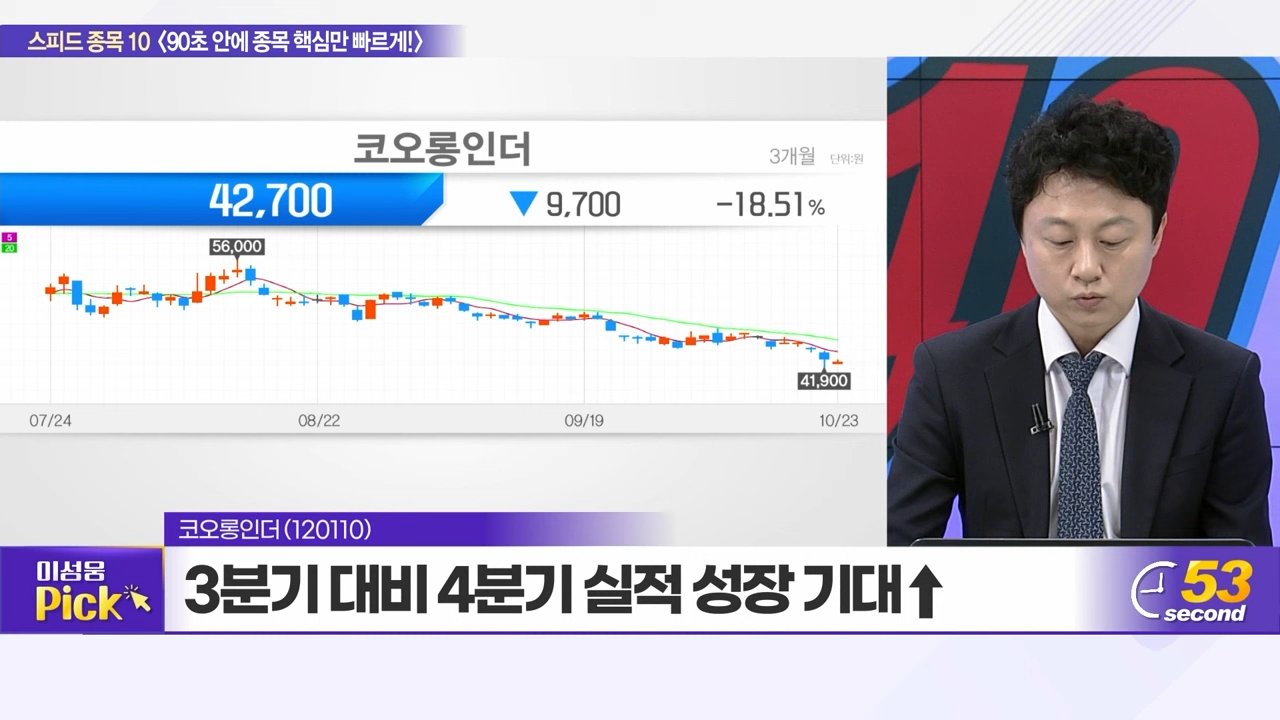 스피드 종목 10 <90초 안에 종목 핵심만 빠르게!>
코오롱인더
3개월 단위:원
42,700 ▼ 9,700 -18.51%
5
20
56,000
41,900
07/24 08/22 09/19 10/23
코오롱인더(120110)
이성웅
Pick
3분기 대비 4분기 실적 성장 기대↑
53
second